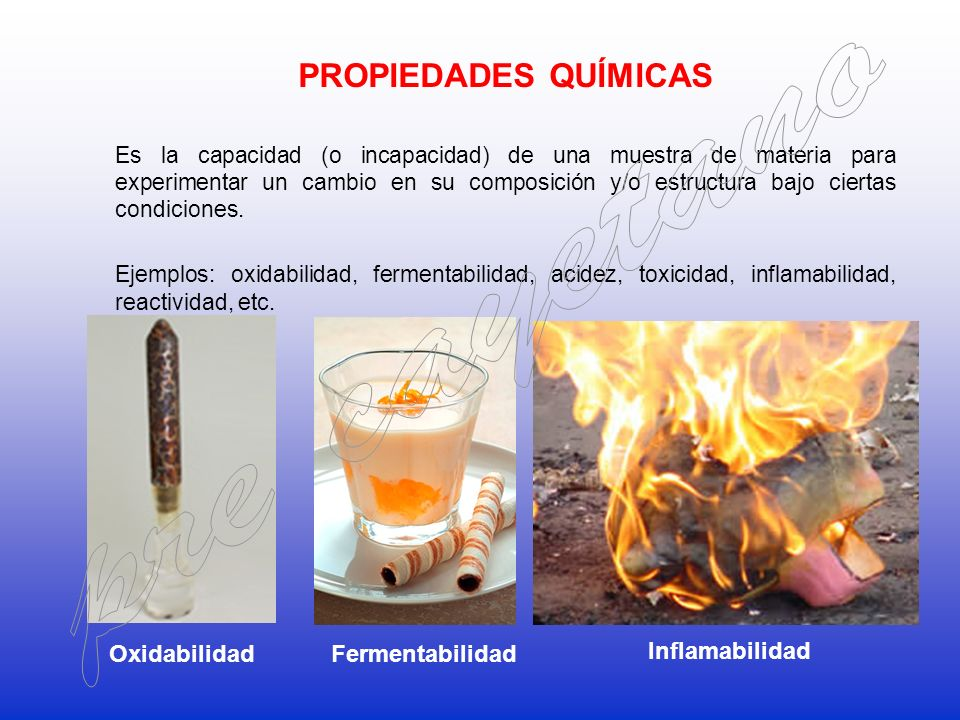 PROPIEDADES QUÍMICAS
Es la capacidad (o incapacidad) de una muestra de materia para
experimentar un cambio en su composición y/o estructura bajo ciertas
condiciones.
Ejemplos: oxidabilidad, fermentabilidad, acidez, toxicidad, inflamabilidad,
reactividad, etc.
Oxidabilidad
Fermentabilidad
Inflamabilidad
pre cayetano